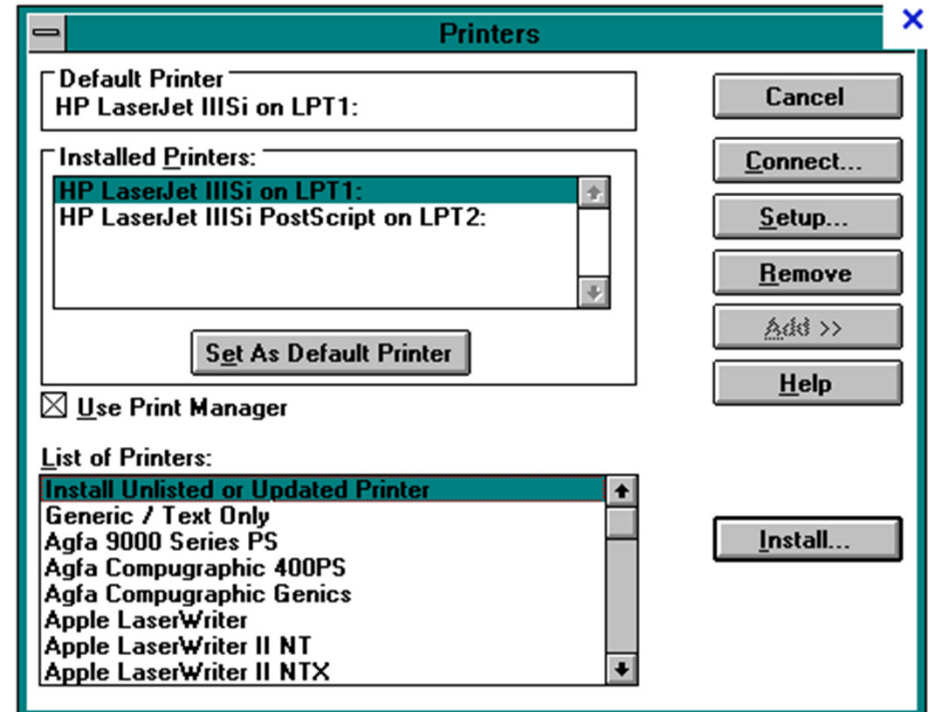 Printers
Default Printer
HP LaserJet IIISi on LPT1:
Cancel
Installed Printers:
Connect...
HP LaserJet IIISi on LPT1:
HP LaserJet IIISi PostScript on LPT2:
Setup...
Remove
Add >>
Set As Default Printer
Help
Use Print Manager
List of Printers:
Install Unlisted or Updated Printer
Generic / Text Only
Agfa 9000 Series PS
Install...
Agfa Compugraphic 400PS
Agfa Compugraphic Genics
Apple LaserWriter
Apple LaserWriter II NT
Apple LaserWriter II NTX